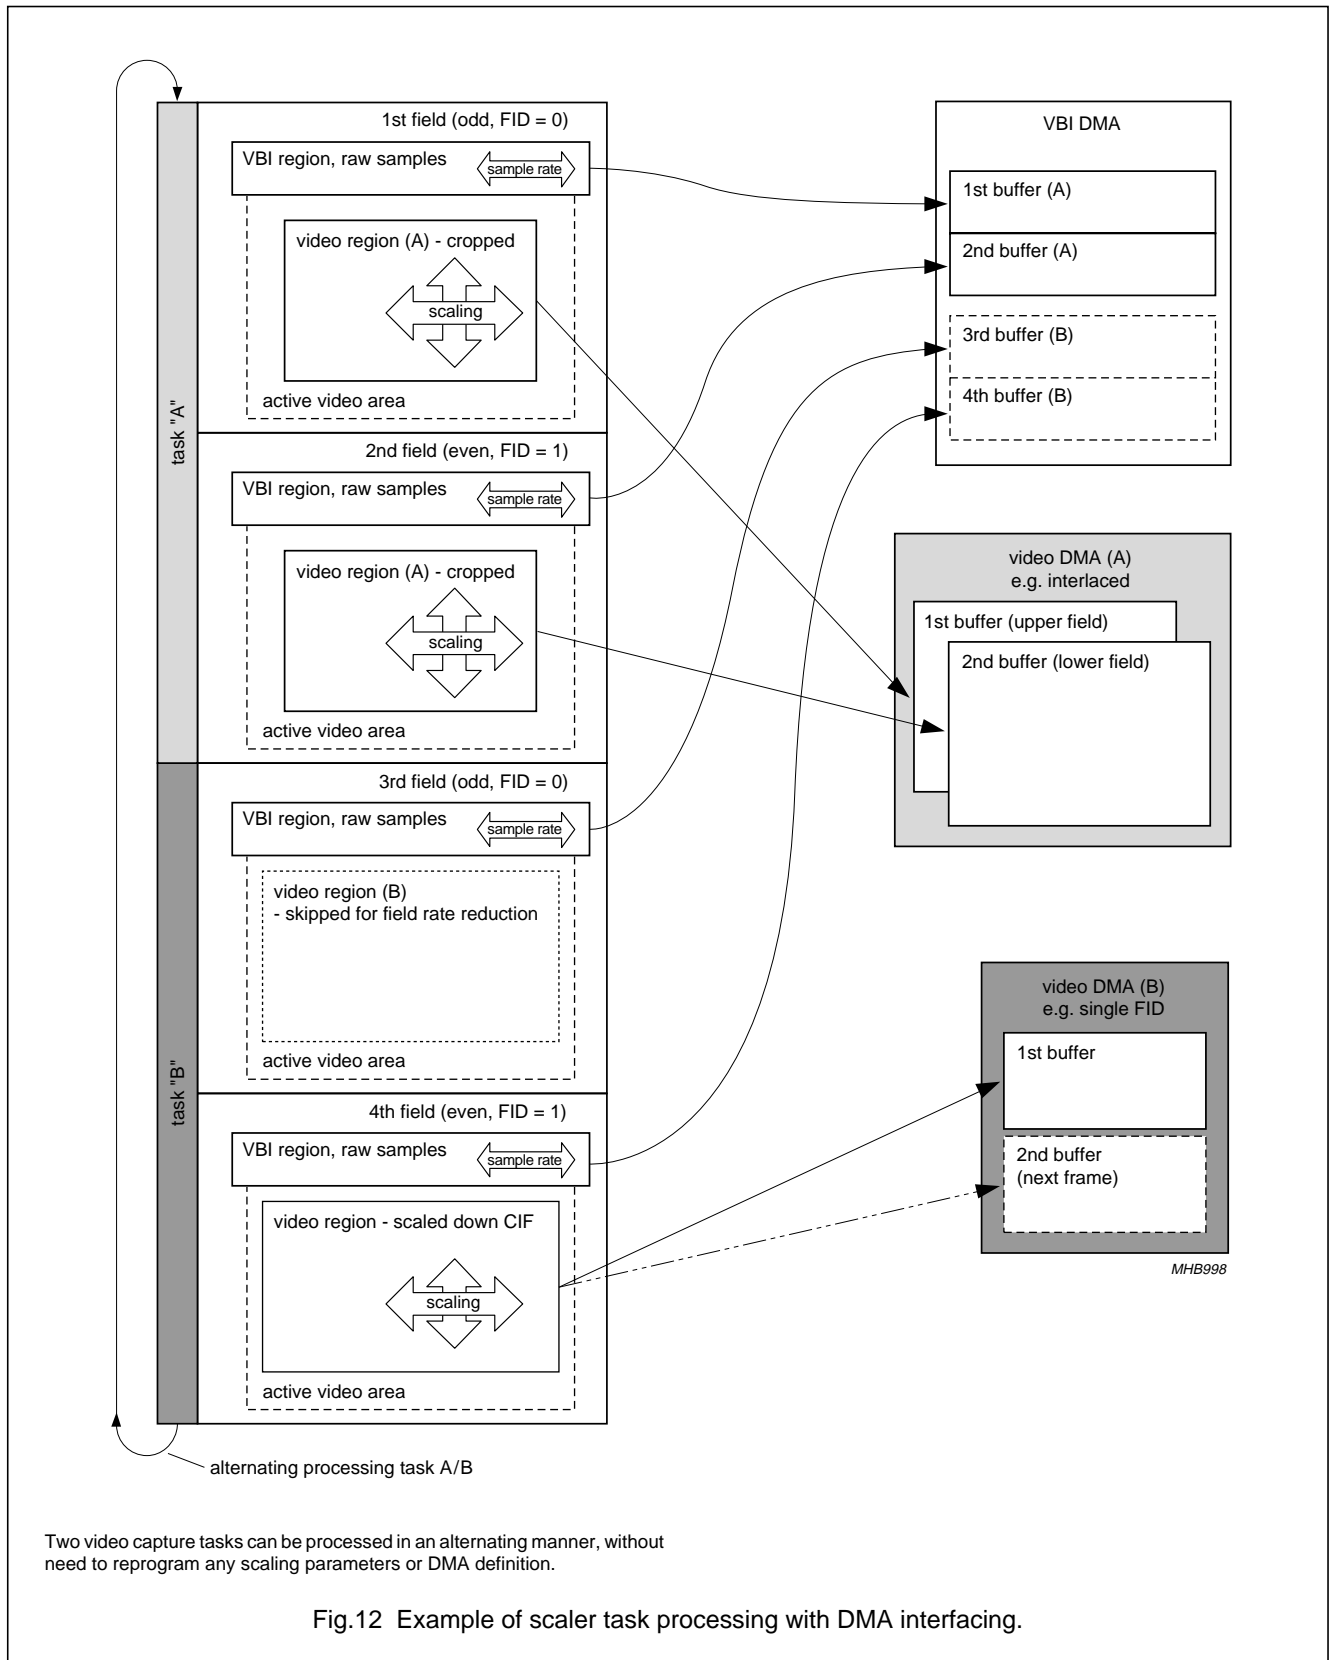 1st field (odd, FID = 0)
VBI region, raw samples
sample rate
video region (A) - cropped
scaling
active video area
task "A"
2nd field (even, FID = 1)
VBI region, raw samples
sample rate
video region (A) - cropped
scaling
active video area
3rd field (odd, FID = 0)
VBI region, raw samples
sample rate
video region (B)
- skipped for field rate reduction
active video area
task "B"
4th field (even, FID = 1)
VBI region, raw samples
sample rate
video region - scaled down CIF
scaling
active video area
alternating processing task A/B
VBI DMA
1st buffer (A)
2nd buffer (A)
3rd buffer (B)
4th buffer (B)
video DMA (A)
e.g. interlaced
1st buffer (upper field)
2nd buffer (lower field)
video DMA (B)
e.g. single FID
1st buffer
2nd buffer
(next frame)
MHB998
Two video capture tasks can be processed in an alternating manner, without
need to reprogram any scaling parameters or DMA definition.
Fig.12 Example of scaler task processing with DMA interfacing.